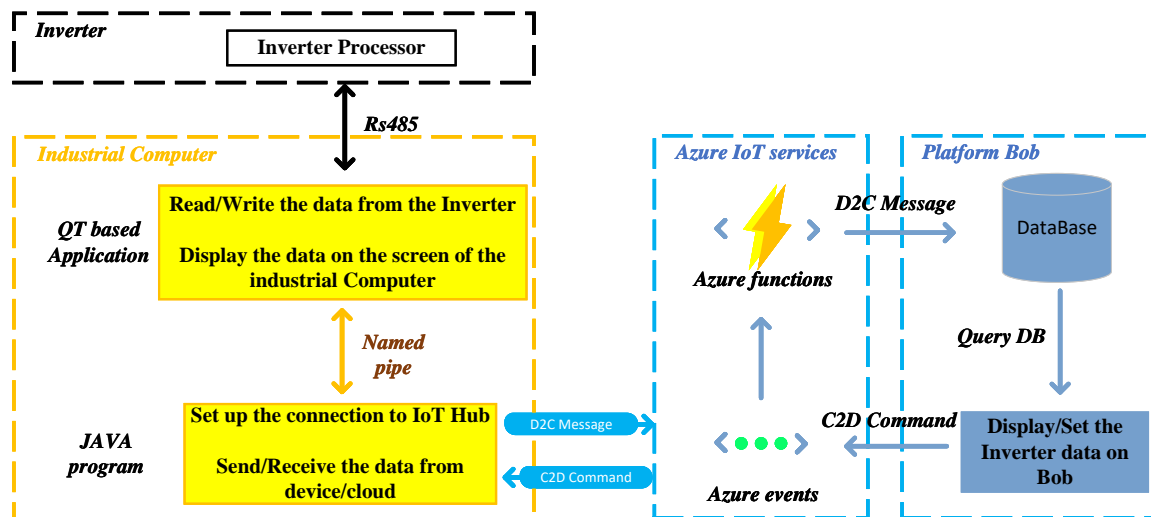 Inverter
Inverter Processor
Rs485
Industrial Computer
QT based
Application
Read/Write the data from the Inverter
Display the data on the screen of the
industrial Computer
Named
pipe
JAVA
program
Set up the connection to IoT Hub
Send/Receive the data from
device/cloud
D2C Message
C2D Command
Azure IoT services
Azure functions
Azure events
D2C Message
C2D Command
Platform Bob
DataBase
Query DB
Display/Set the
Inverter data on
Bob